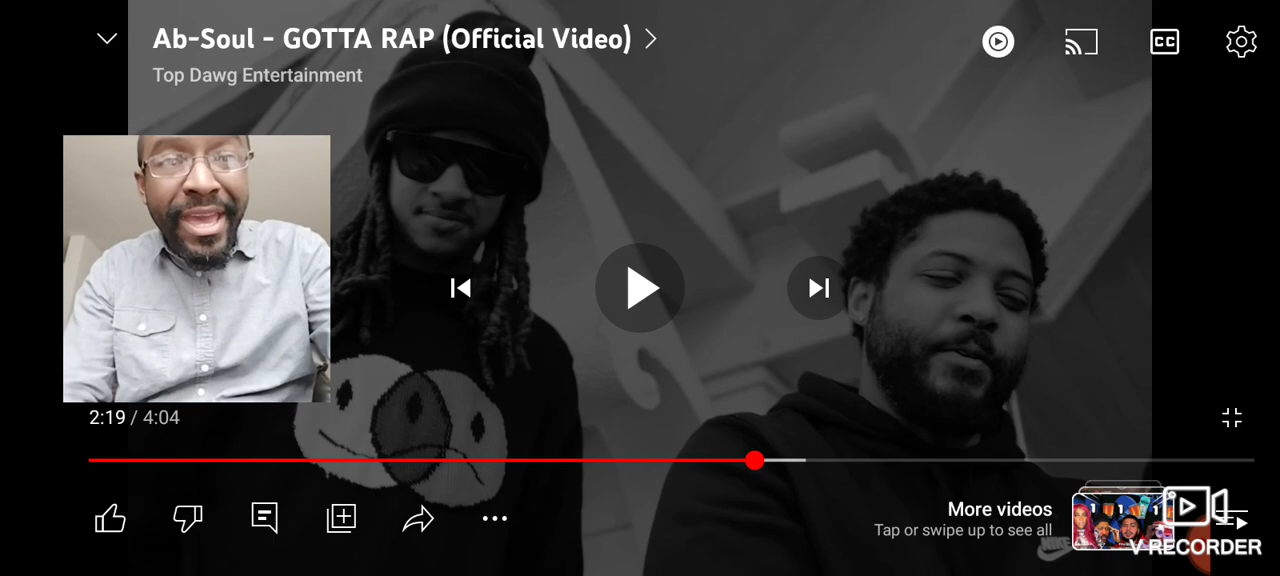 Ab-Soul - GOTTA RAP (Official Video)
Top Dawg Entertainment
CC
2:19 / 4:04
More videos
Tap or swipe up to see all
V RECORDER